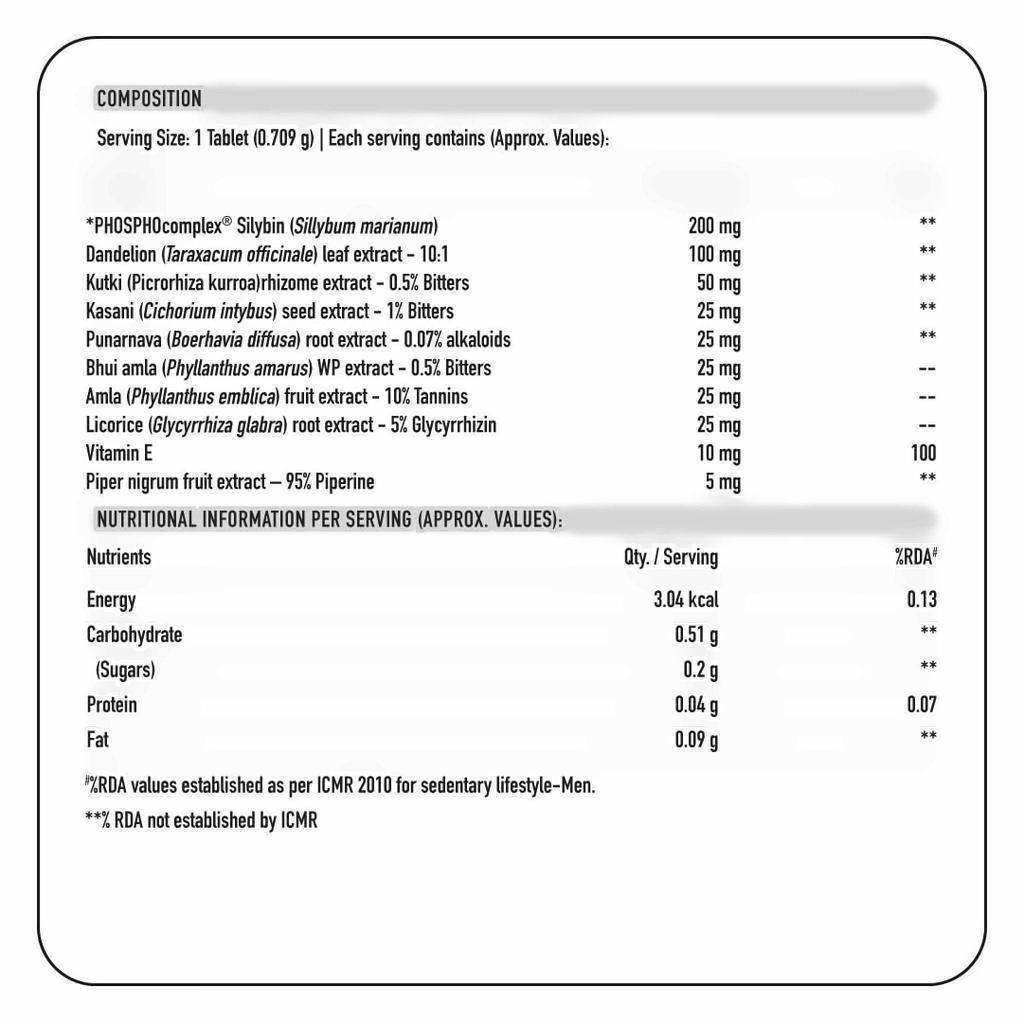 COMPOSITION
Serving Size: 1 Tablet (0.709 g) | Each serving contains (Approx. Values):
*PHOSPHOcomplex® Silybin (Sillybum marianum) 200 mg **
Dandelion (Taraxacum officinale) leaf extract - 10:1 100 mg **
Kutki (Picrorhiza kurroa)rhizome extract - 0.5% Bitters 50 mg **
Kasani (Cichorium intybus) seed extract - 1% Bitters 25 mg **
Punarnava (Boerhavia diffusa) root extract - 0.07% alkaloids 25 mg **
Bhui amla (Phyllanthus amarus) WP extract - 0.5% Bitters 25 mg --
Amla (Phyllanthus emblica) fruit extract - 10% Tannins 25 mg --
Licorice (Glycyrrhiza glabra) root extract - 5% Glycyrrhizin 25 mg --
Vitamin E 10 mg 100
Piper nigrum fruit extract – 95% Piperine 5 mg **
NUTRITIONAL INFORMATION PER SERVING (APPROX. VALUES):
Nutrients Qty. / Serving %RDA#
Energy 3.04 kcal 0.13
Carbohydrate 0.51 g **
(Sugars) 0.2 g **
Protein 0.04 g 0.07
Fat 0.09 g **
#%RDA values established as per ICMR 2010 for sedentary lifestyle-Men.
**% RDA not established by ICMR